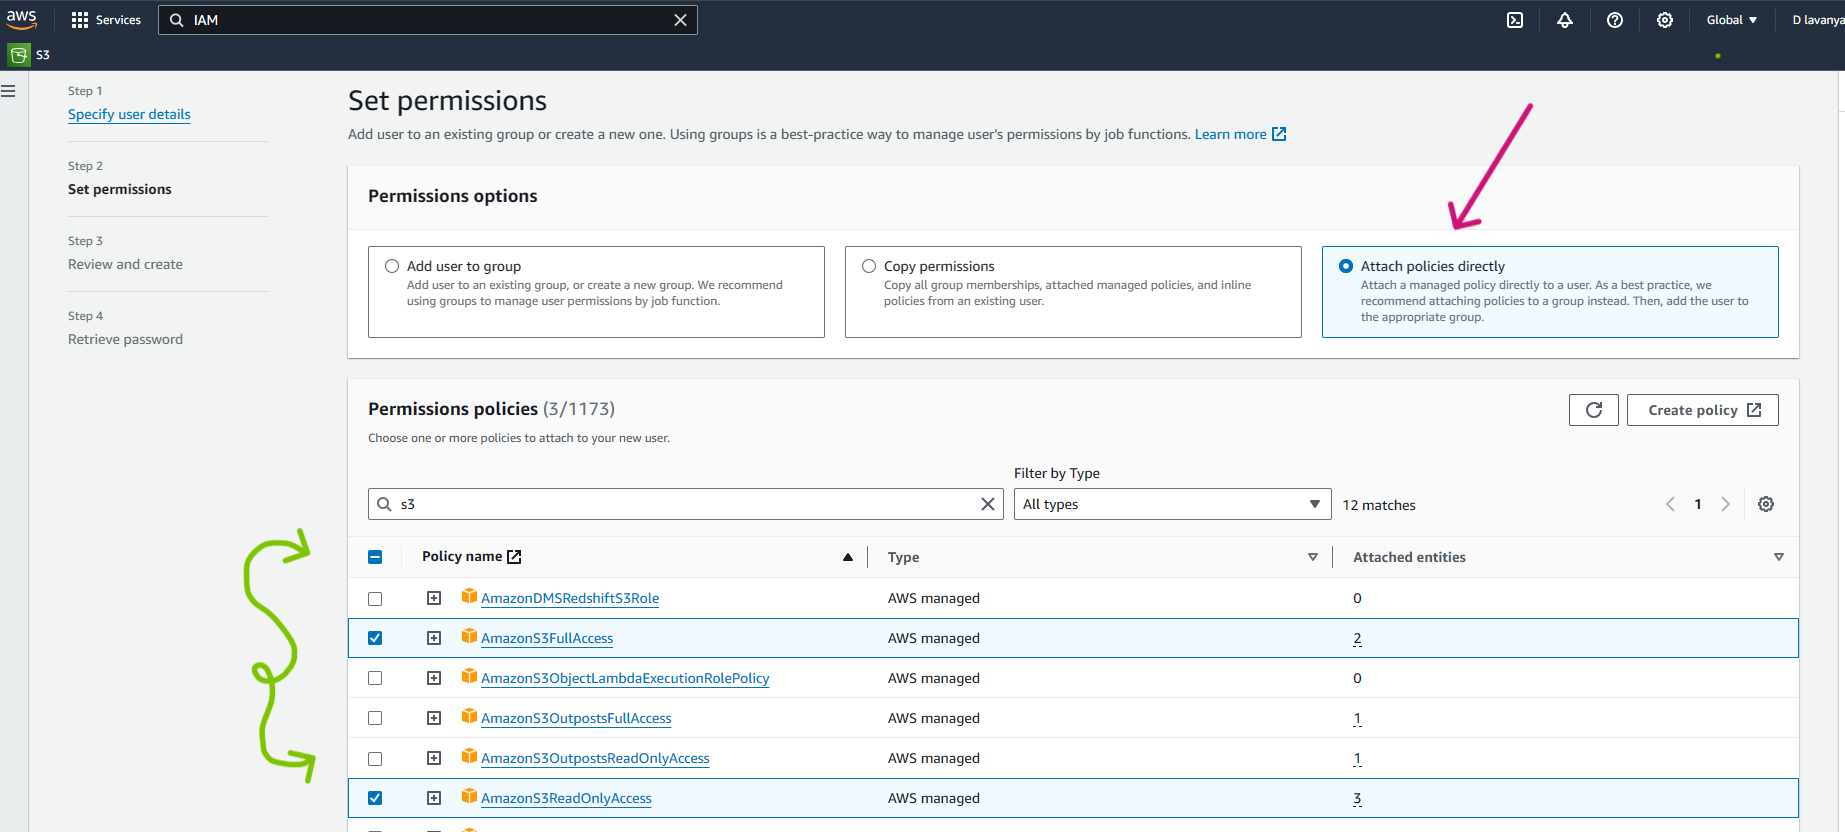 aws
Services
IAM
Global
D lavanya
S3
Step 1
Specify user details
Step 2
Set permissions
Step 3
Review and create
Step 4
Retrieve password
Set permissions
Add user to an existing group or create a new one. Using groups is a best-practice way to manage user's permissions by job functions. Learn more
Permissions options
Add user to group
Add user to an existing group, or create a new group. We recommend
using groups to manage user permissions by job function.
Copy permissions
Copy all group memberships, attached managed policies, and inline
policies from an existing user.
Attach policies directly
Attach a managed policy directly to a user. As a best practice, we
recommend attaching policies to a group instead. Then, add the user to
the appropriate group.
Permissions policies (3/1173)
Create policy
Choose one or more policies to attach to your new user.
Filter by Type
s3
All types
12 matches
1
Policy name
Type
Attached entities
AmazonDMSRedshiftS3Role AWS managed 0
AmazonS3FullAccess AWS managed 2
AmazonS3ObjectLambdaExecutionRolePolicy AWS managed 0
AmazonS3OutpostsFullAccess AWS managed 1
AmazonS3OutpostsReadOnlyAccess AWS managed 1
AmazonS3ReadOnlyAccess AWS managed 3